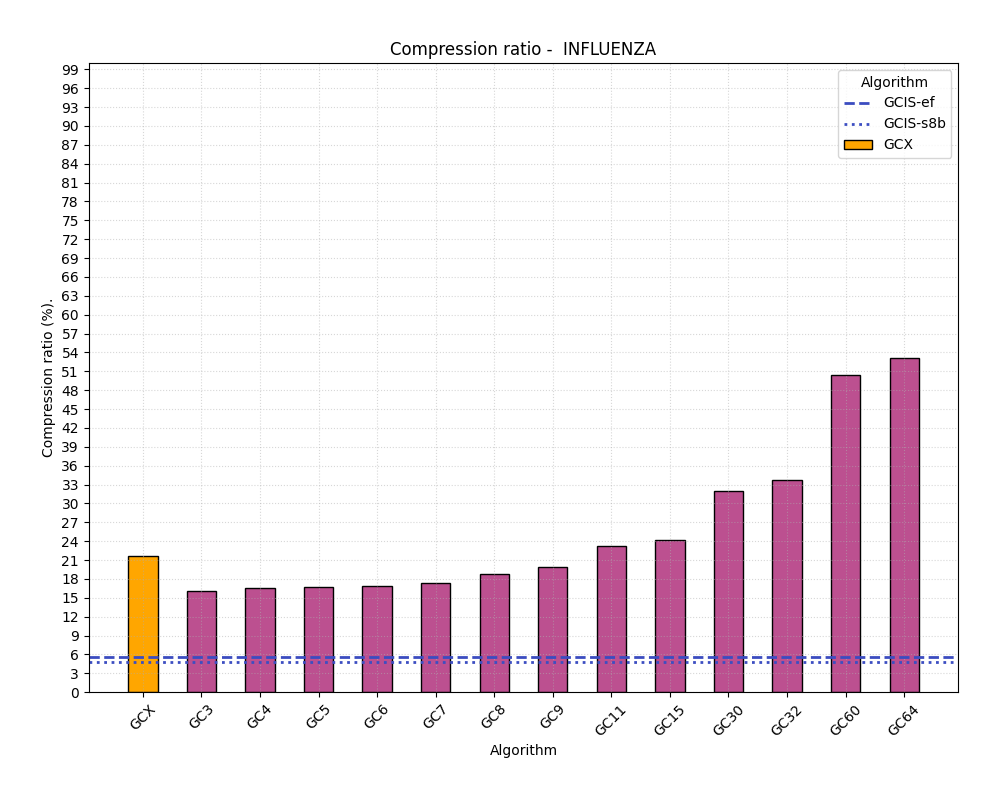 Compression ratio -  INFLUENZA
Algorithm
GCIS-ef
GCIS-s8b
GCX
Compression ratio (%).
99
96
93
90
87
84
81
78
75
72
69
66
63
60
57
54
51
48
45
42
39
36
33
30
27
24
21
18
15
12
9
6
3
0
GCX
GC3
GC4
GC5
GC6
GC7
GC8
GC9
GC11
GC15
GC30
GC32
GC60
GC64
Algorithm